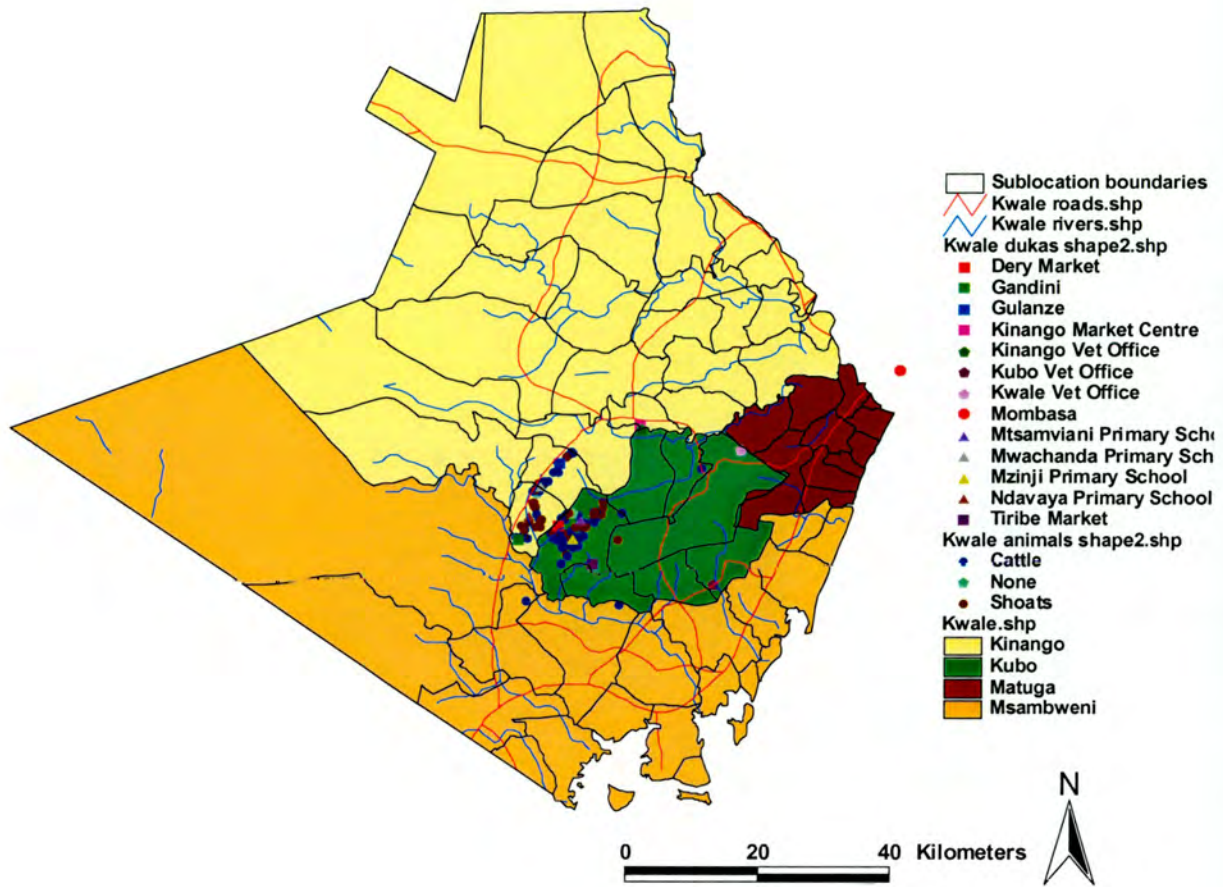 Sublocation boundaries
Kwale roads.shp
Kwale rivers.shp
Kwale dukas shape2.shp
Dery Market
Gandini
Gulanze
Kinango Market Centre
Kinango Vet Office
Kubo Vet Office
Kwale Vet Office
Mombasa
Mtsamviani Primary Sch
Mwachanda Primary Sch
Mzinji Primary School
Ndavaya Primary School
Tiribe Market
Kwale animals shape2.shp
Cattle
None
Shoats
Kwale.shp
Kinango
Kubo
Matuga
Msambweni
N
0 20 40 Kilometers